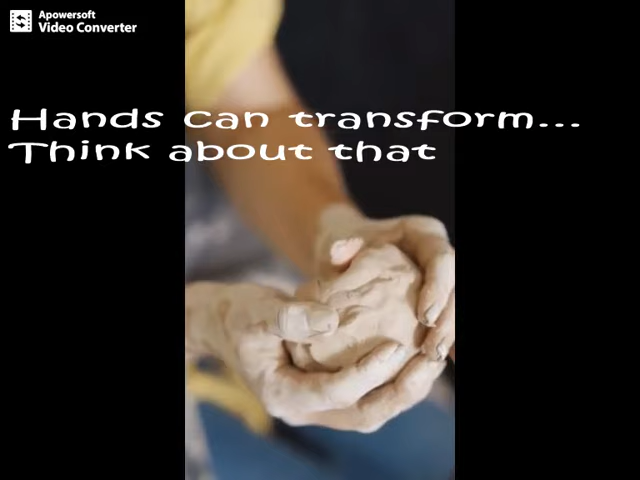 Apowersoft
Video Converter
Hands can transform...
Think about that